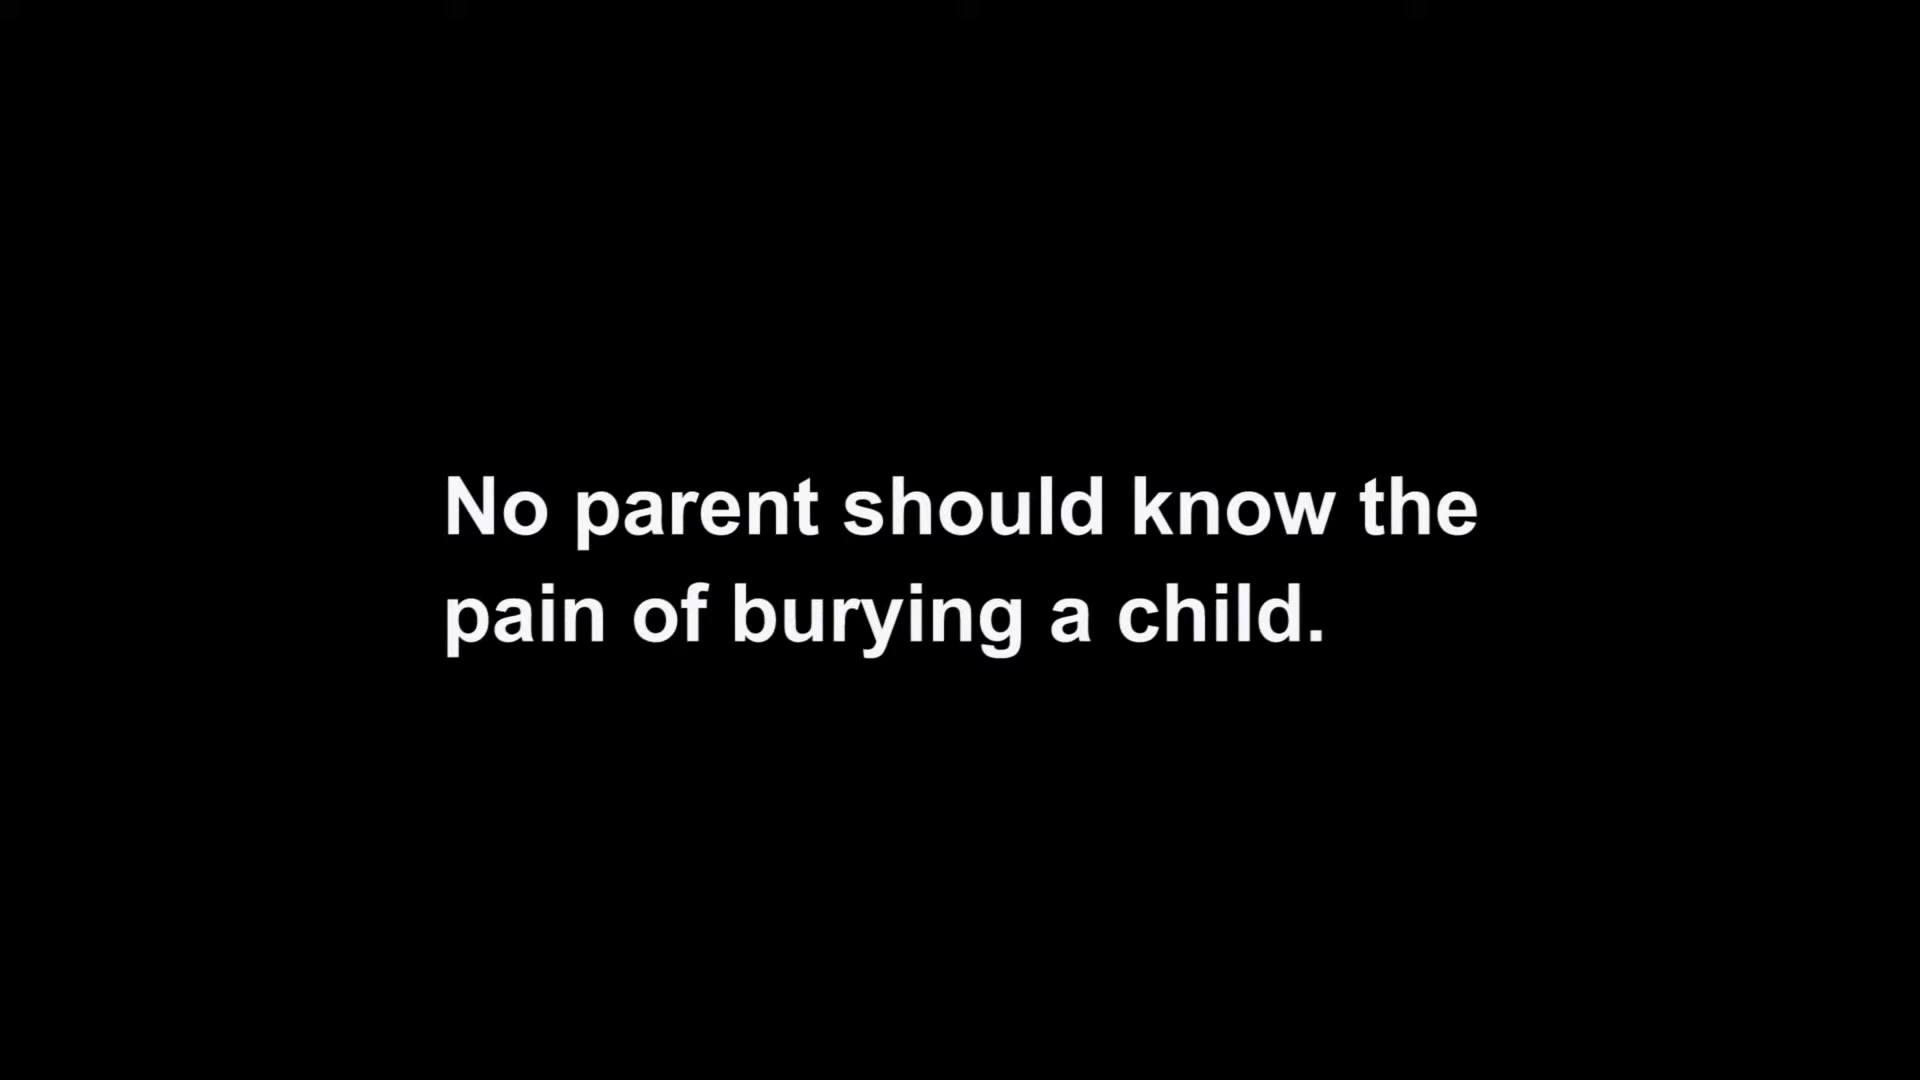 No parent should know the
pain of burying a child.